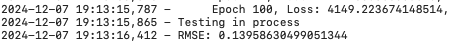 2024-12-07 19:13:15,787 - Epoch 100, Loss: 4149.223674148514,
2024-12-07 19:13:15,865 - Testing in process
2024-12-07 19:13:16,412 - RMSE: 0.13958630499051344